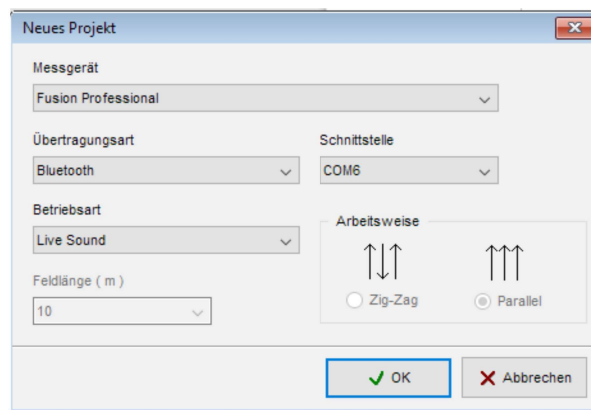 Neues Projekt
Messgerät
Fusion Professional
Übertragungsart
Schnittstelle
Bluetooth
COM6
Betriebsart
Live Sound
Arbeitsweise
Feldlänge ( m )
10
Zig-Zag
Parallel
OK
Abbrechen